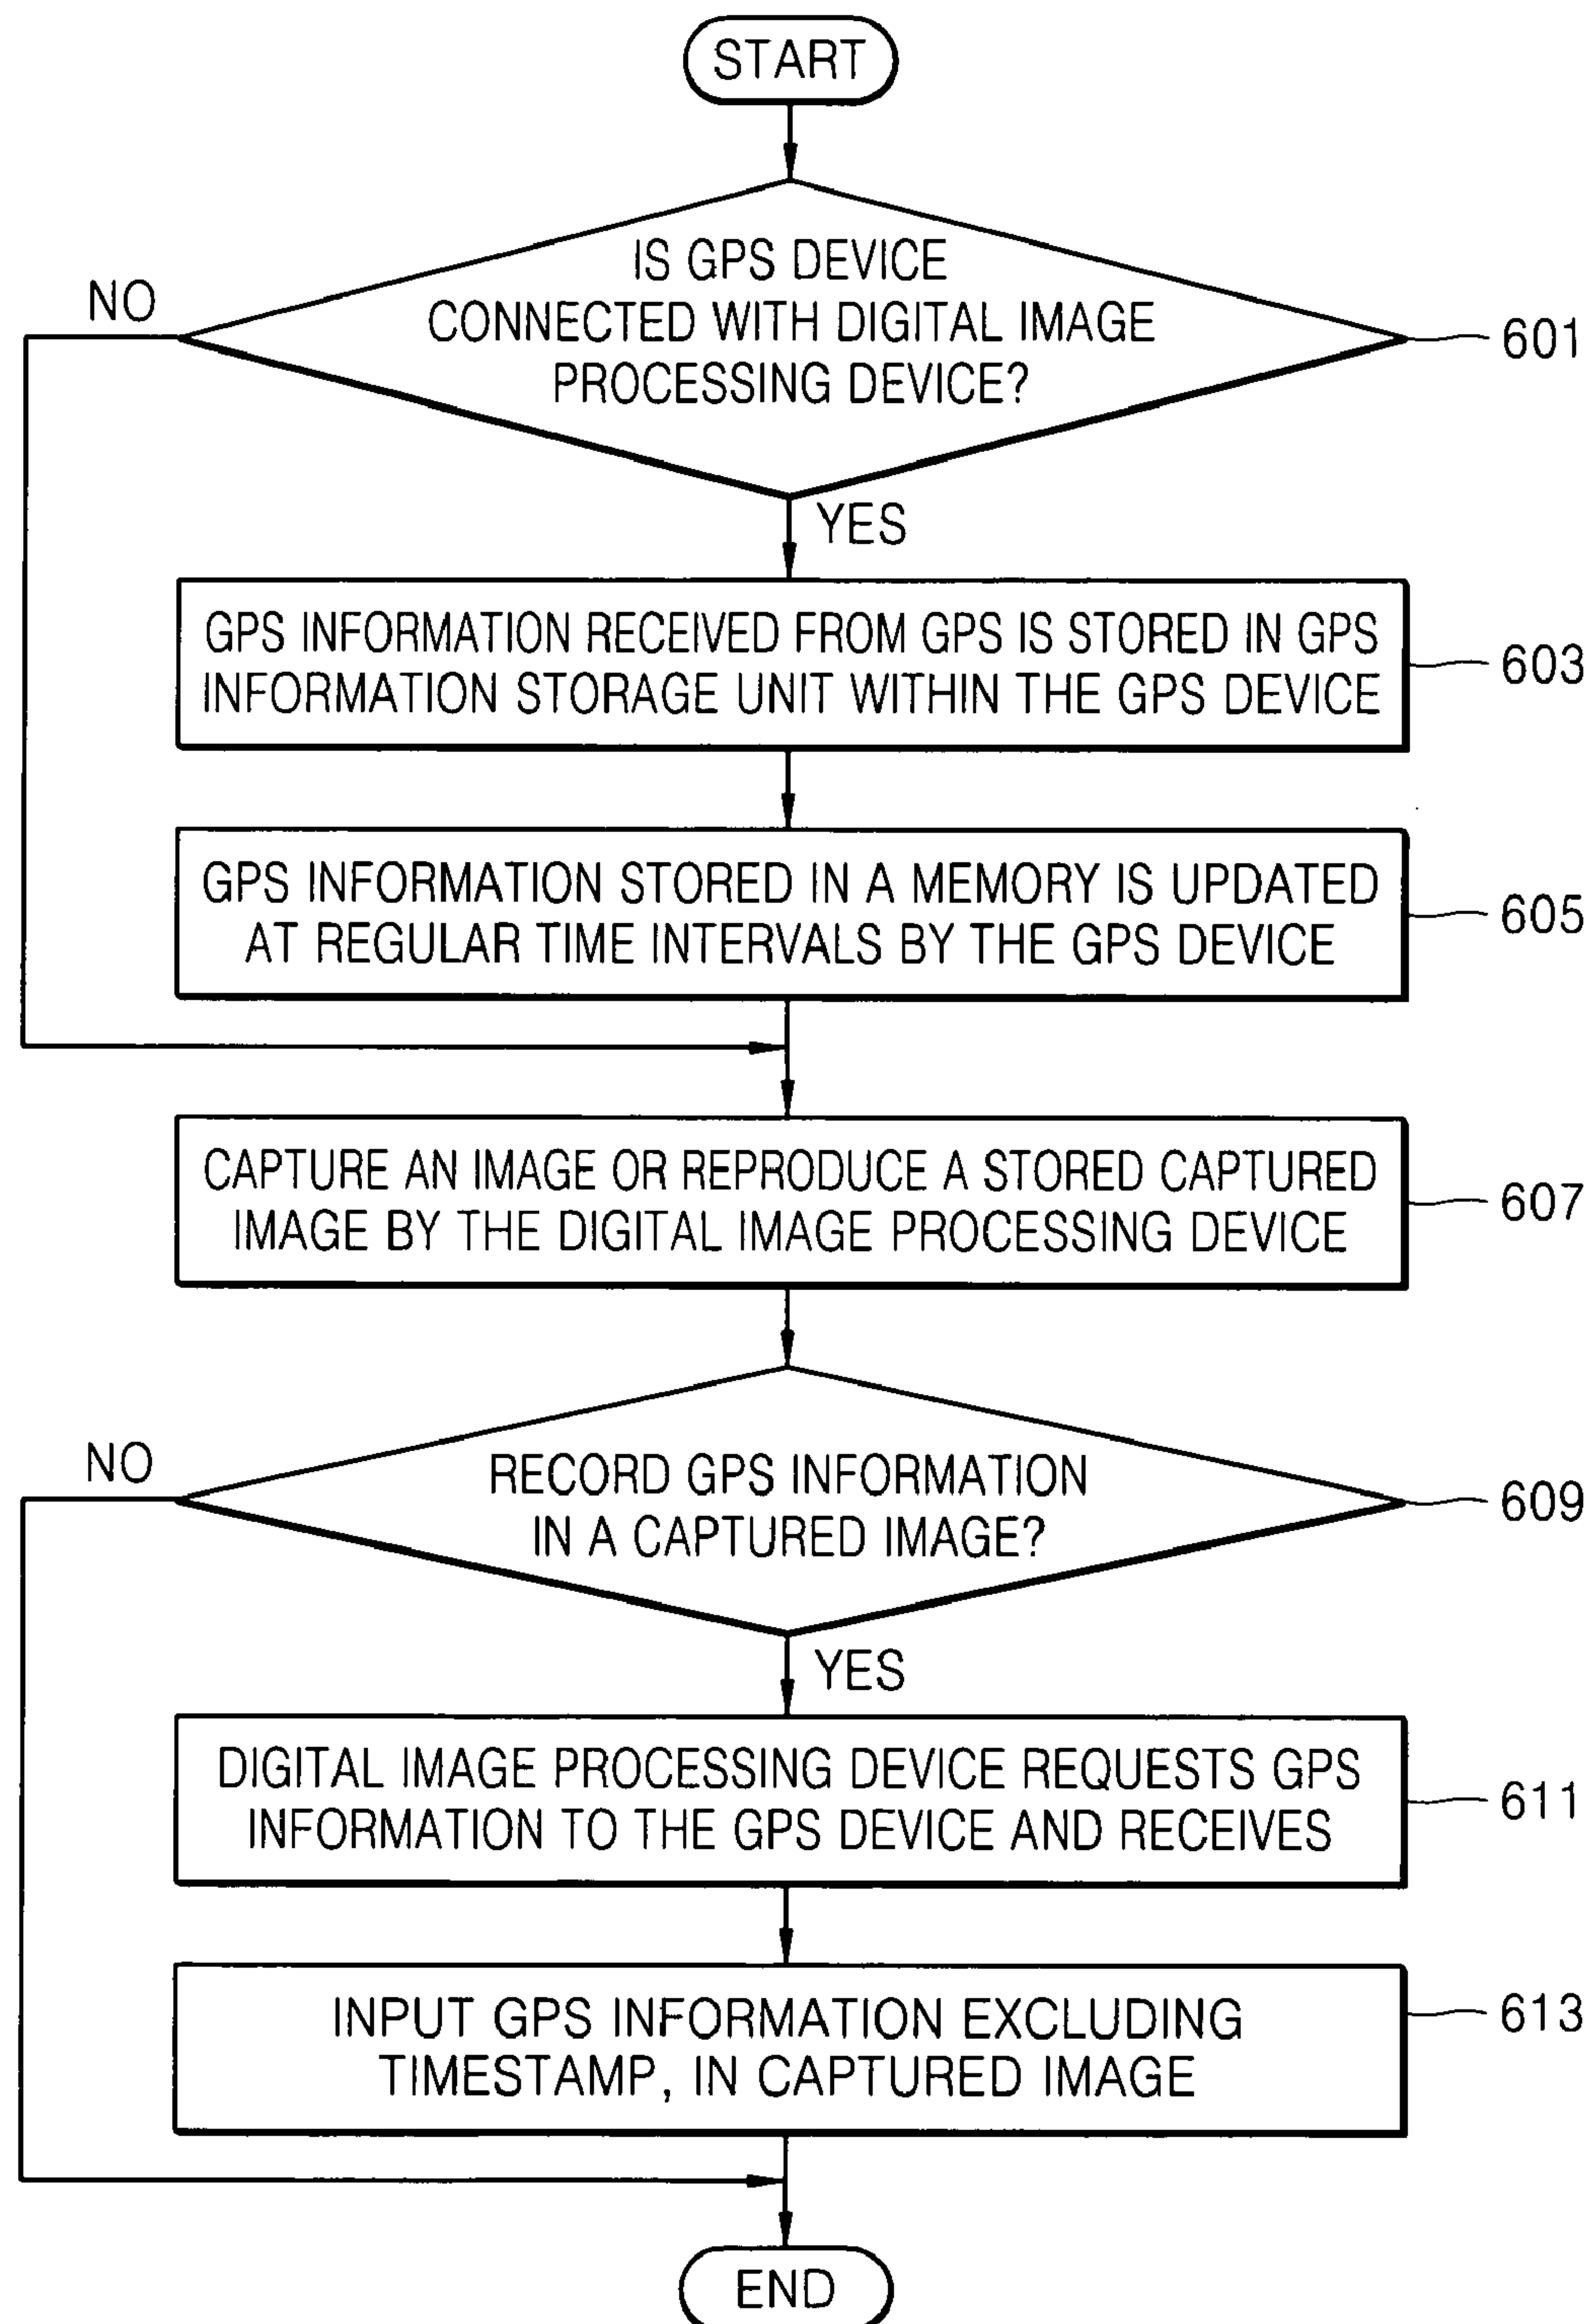 START
IS GPS DEVICE
CONNECTED WITH DIGITAL IMAGE
PROCESSING DEVICE?
NO
601
YES
GPS INFORMATION RECEIVED FROM GPS IS STORED IN GPS
INFORMATION STORAGE UNIT WITHIN THE GPS DEVICE
603
GPS INFORMATION STORED IN A MEMORY IS UPDATED
AT REGULAR TIME INTERVALS BY THE GPS DEVICE
605
CAPTURE AN IMAGE OR REPRODUCE A STORED CAPTURED
IMAGE BY THE DIGITAL IMAGE PROCESSING DEVICE
607
NO
RECORD GPS INFORMATION
IN A CAPTURED IMAGE?
609
YES
DIGITAL IMAGE PROCESSING DEVICE REQUESTS GPS
INFORMATION TO THE GPS DEVICE AND RECEIVES
611
INPUT GPS INFORMATION EXCLUDING
TIMESTAMP, IN CAPTURED IMAGE
613
END